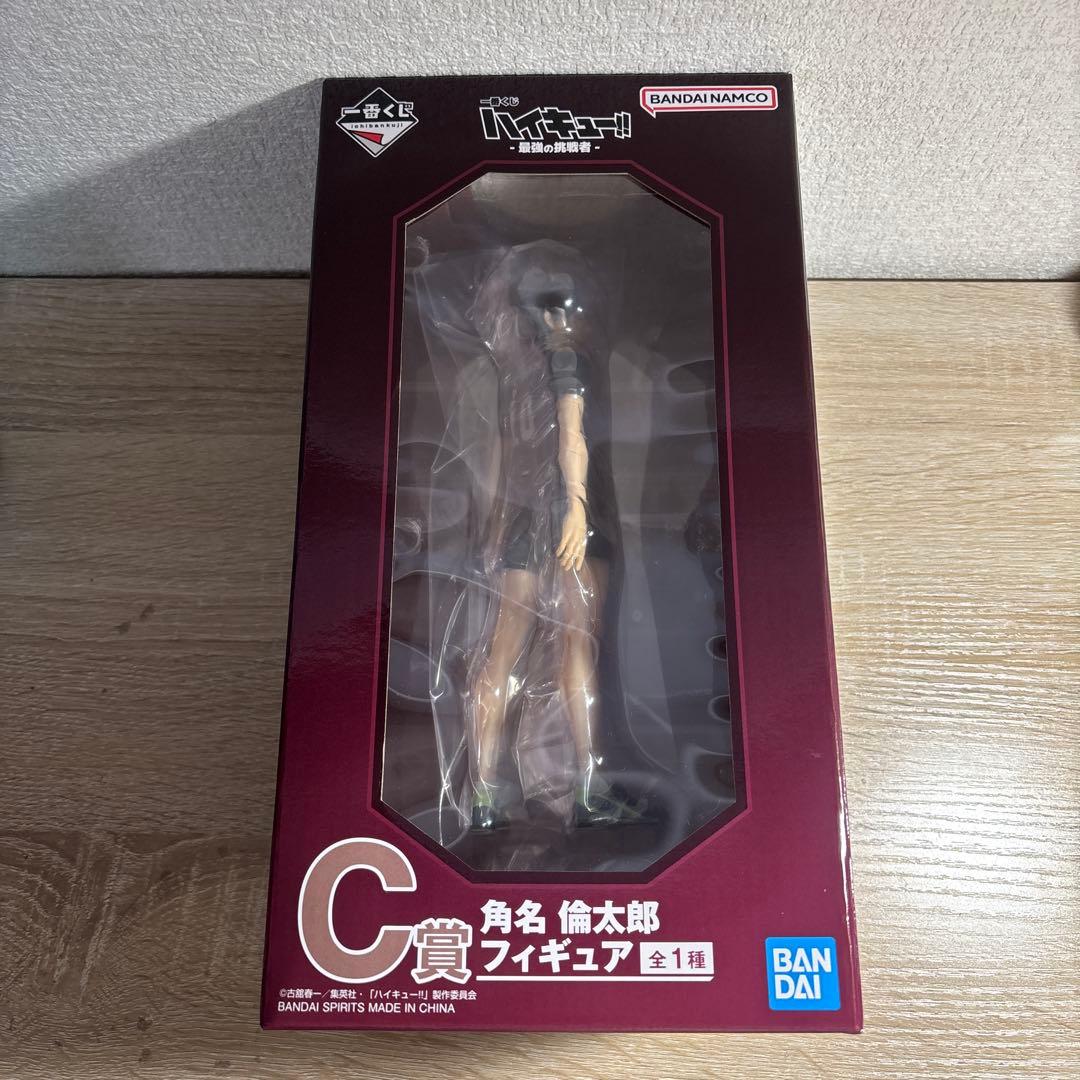 一番くじ
ichibankuji
一番くじ
ハイキュー!!
- 最強の挑戦者 -
BANDAI NAMCO
C賞
角名 倫太郎
フィギュア 全1種
©古舘春一／集英社・「ハイキュー!!」製作委員会
BANDAI SPIRITS MADE IN CHINA
BAN
DAI